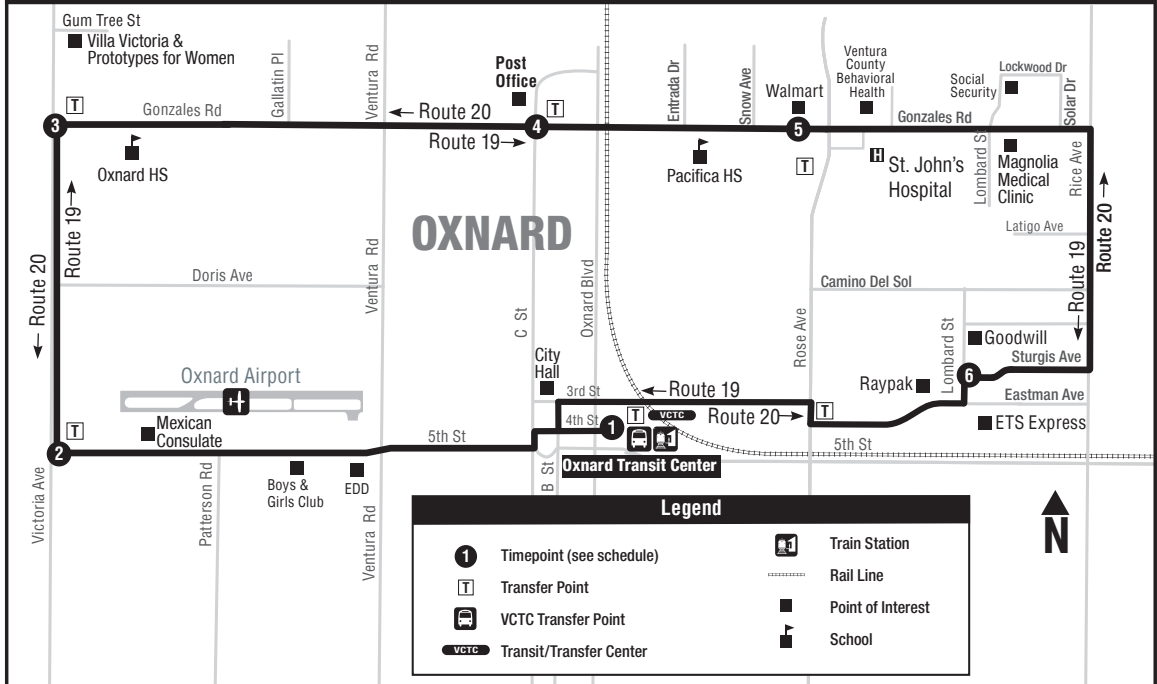 Gum Tree St
Villa Victoria &
Prototypes for Women
T
3
Gonzales Rd
Gallatin Pl
Ventura Rd
Oxnard HS
← Route 20
Route 19→
Post
Office
T
4
Entrada Dr
Snow Ave
Walmart
5
T
Pacifica HS
Ventura
County
Behavioral
Health
Social
Security
Lockwood Dr
Solar Dr
Gonzales Rd
H
St. John's
Hospital
Lombard St
Magnolia
Medical
Clinic
Rice Ave
Latigo Ave
Route 20→
←Route 19
OXNARD
← Route 20
Route 19→
Doris Ave
Ventura Rd
C St
Oxnard Blvd
Rose Ave
Camino Del Sol
Lombard St
Goodwill
Sturgis Ave
6
Raypak
Eastman Ave
ETS Express
City
Hall
3rd St
4th St
1
T
VCTC
←Route 19
Route 20→
T
5th St
Oxnard Transit Center
B St
Oxnard Airport
Mexican
Consulate
T
2
5th St
Boys &
Girls Club
EDD
Victoria Ave
Patterson Rd
Ventura Rd
N
Legend
1 Timepoint (see schedule)
T Transfer Point
VCTC Transfer Point
VCTC Transit/Transfer Center
Train Station
Rail Line
Point of Interest
School